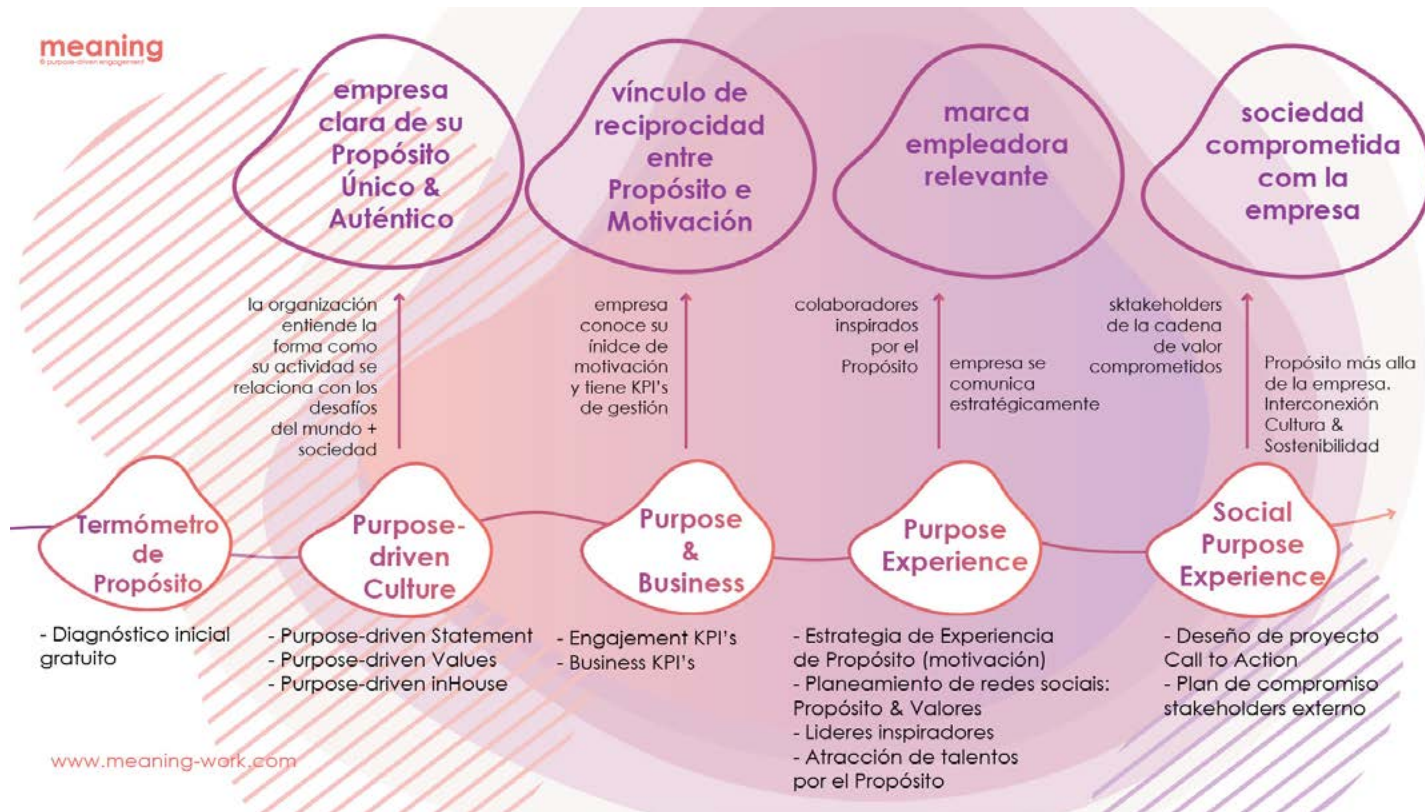 meaning
© purpose-driven engagement
empresa
clara de su
Propósito
Único &
Auténtico
vínculo de
reciprocidad
entre
Propósito e
Motivación
marca
empleadora
relevante
sociedad
comprometida
com la
empresa
la organización
entiende la
forma como
su actividad se
relaciona con los
desafíos
del mundo +
sociedad
empresa
conoce su
ínidce de
motivación
y tiene KPI's
de gestión
colaboradores
inspirados
por el
Propósito
empresa se
comunica
estratégicamente
sktakeholders
de la cadena
de valor
comprometidos
Propósito más alla
de la empresa.
Interconexión
Cultura &
Sostenibilidad
Termómetro
de
Propósito
Purpose-
driven
Culture
Purpose
&
Business
Purpose
Experience
Social
Purpose
Experience
- Diagnóstico inicial
gratuito
- Purpose-driven Statement
- Purpose-driven Values
- Purpose-driven inHouse
- Engajement KPI's
- Business KPI's
- Estrategia de Experiencia
de Propósito (motivación)
- Planeamiento de redes sociais:
Propósito & Valores
- Lideres inspiradores
- Atracción de talentos
por el Propósito
- Deseño de proyecto
Call to Action
- Plan de compromiso
stakeholders externo
www.meaning-work.com